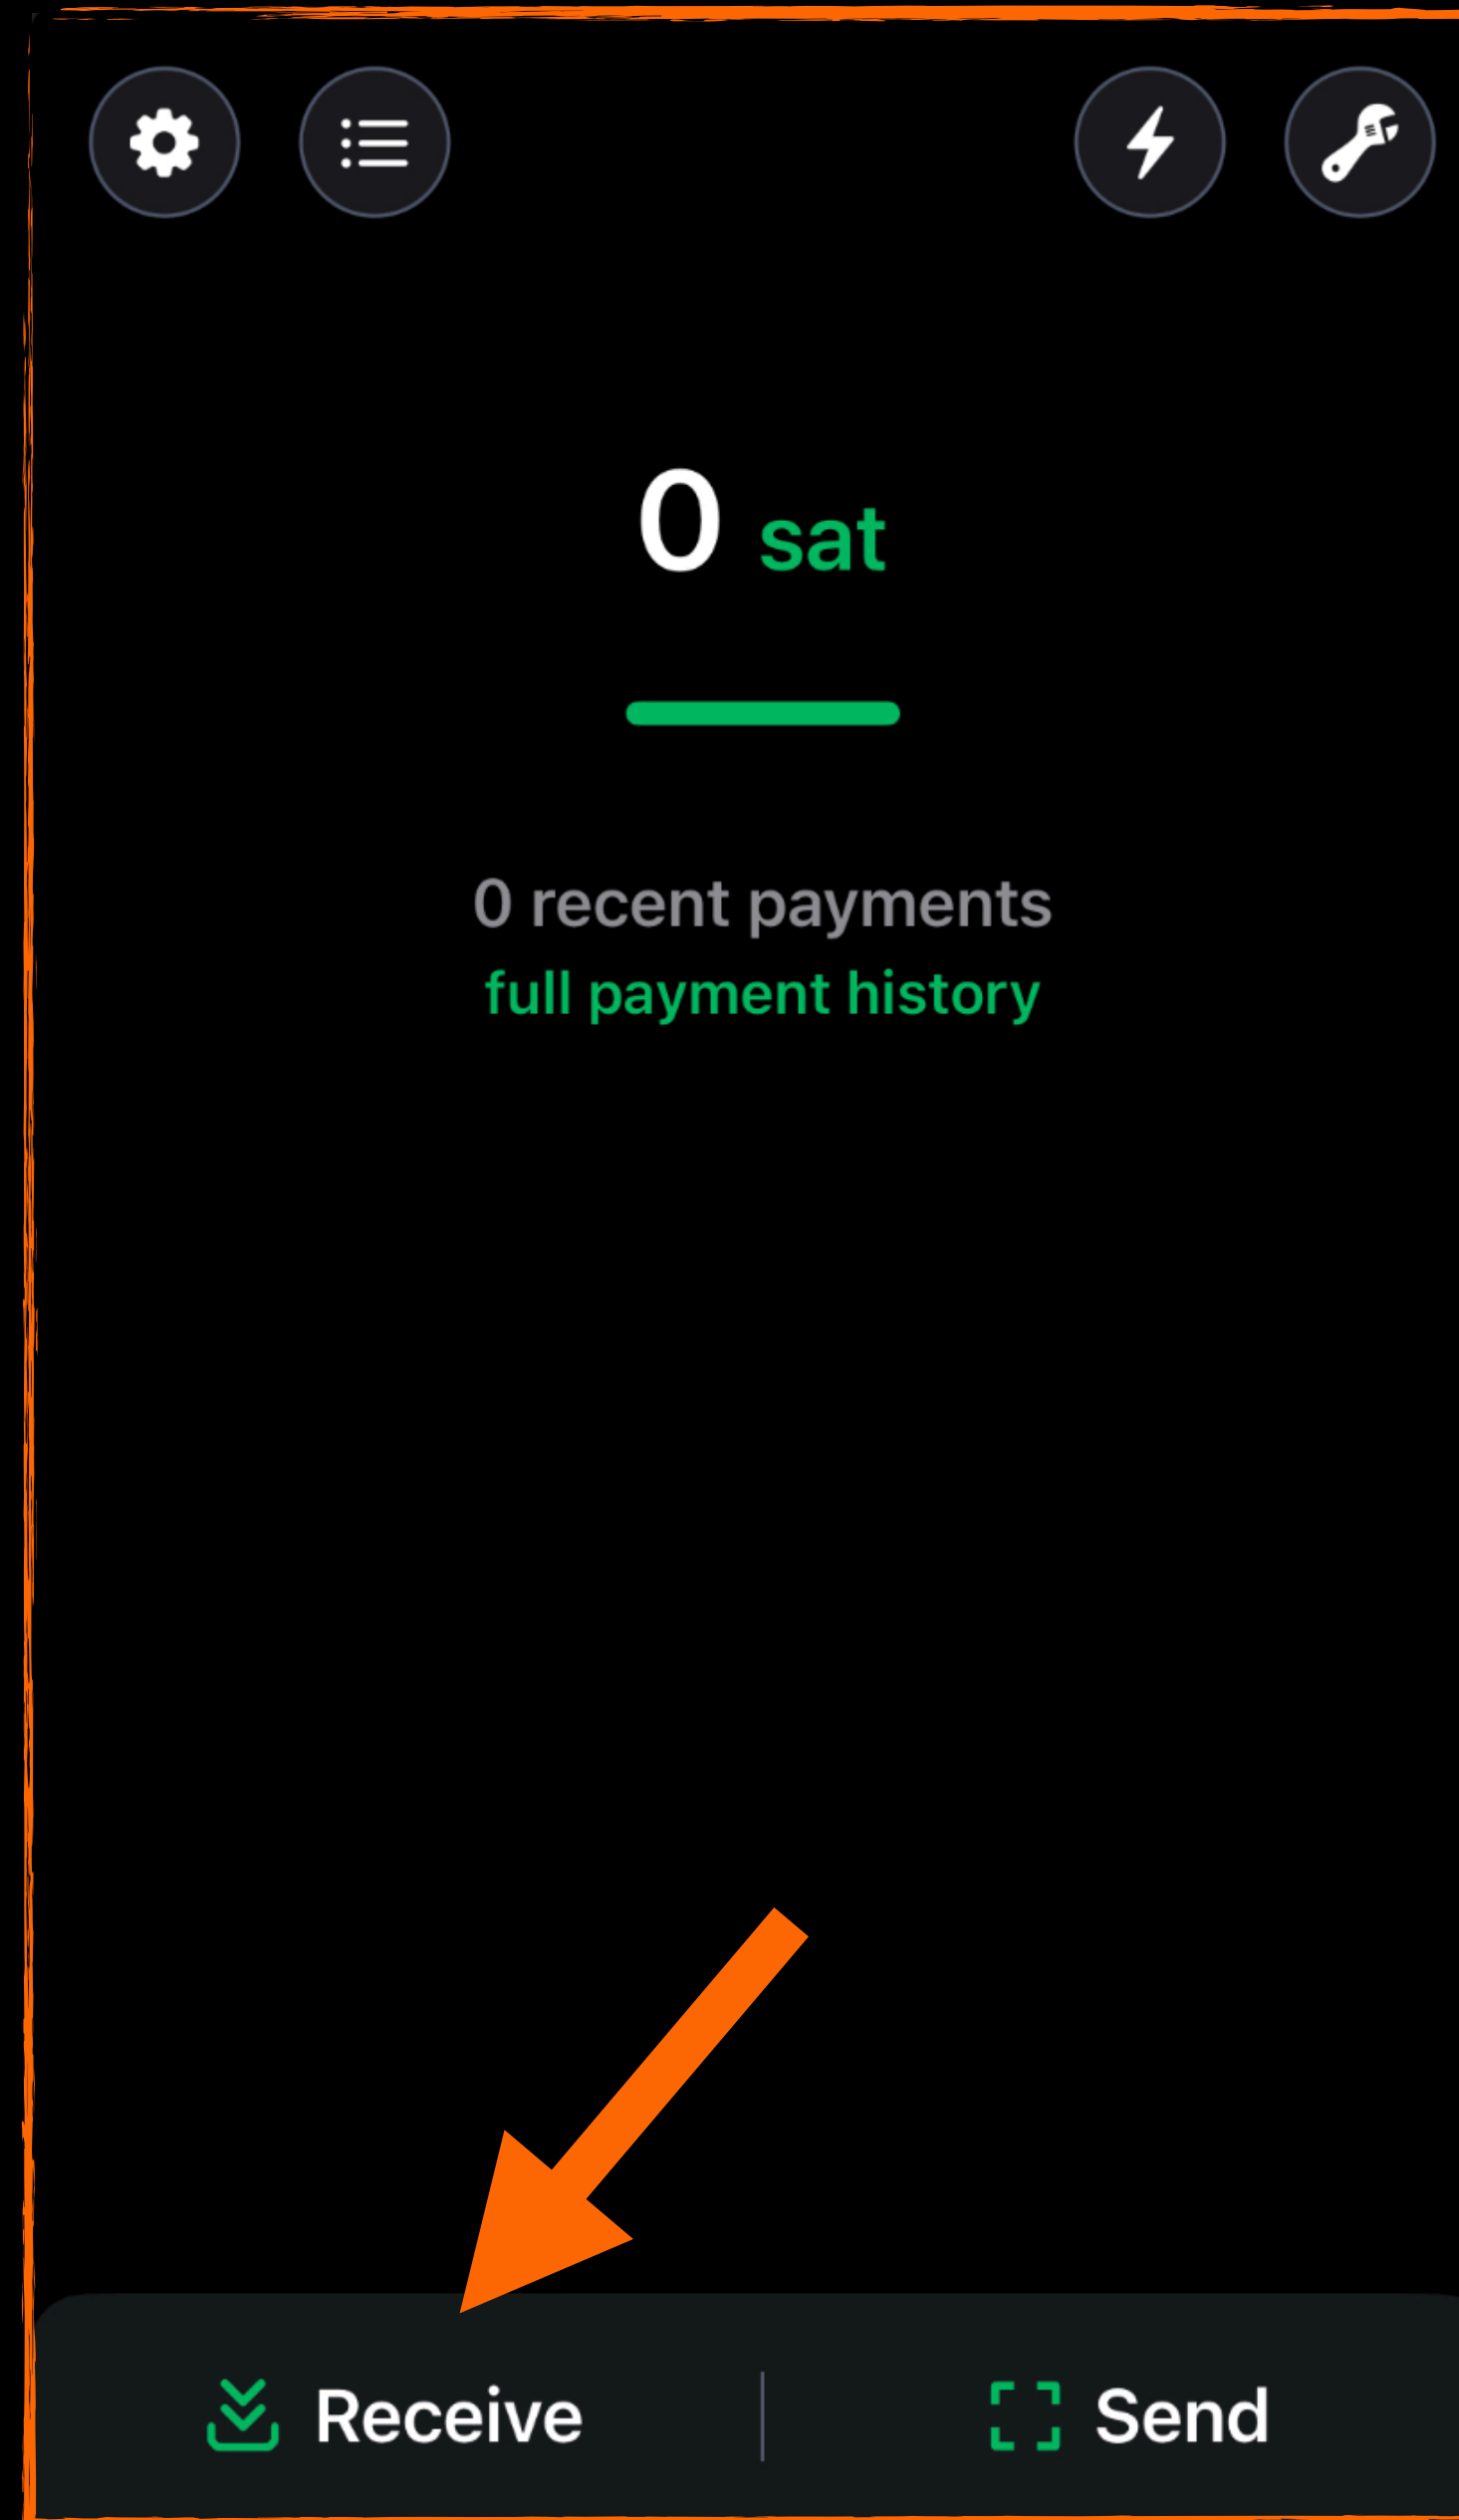 0 sat
0 recent payments
full payment history
Receive
Send